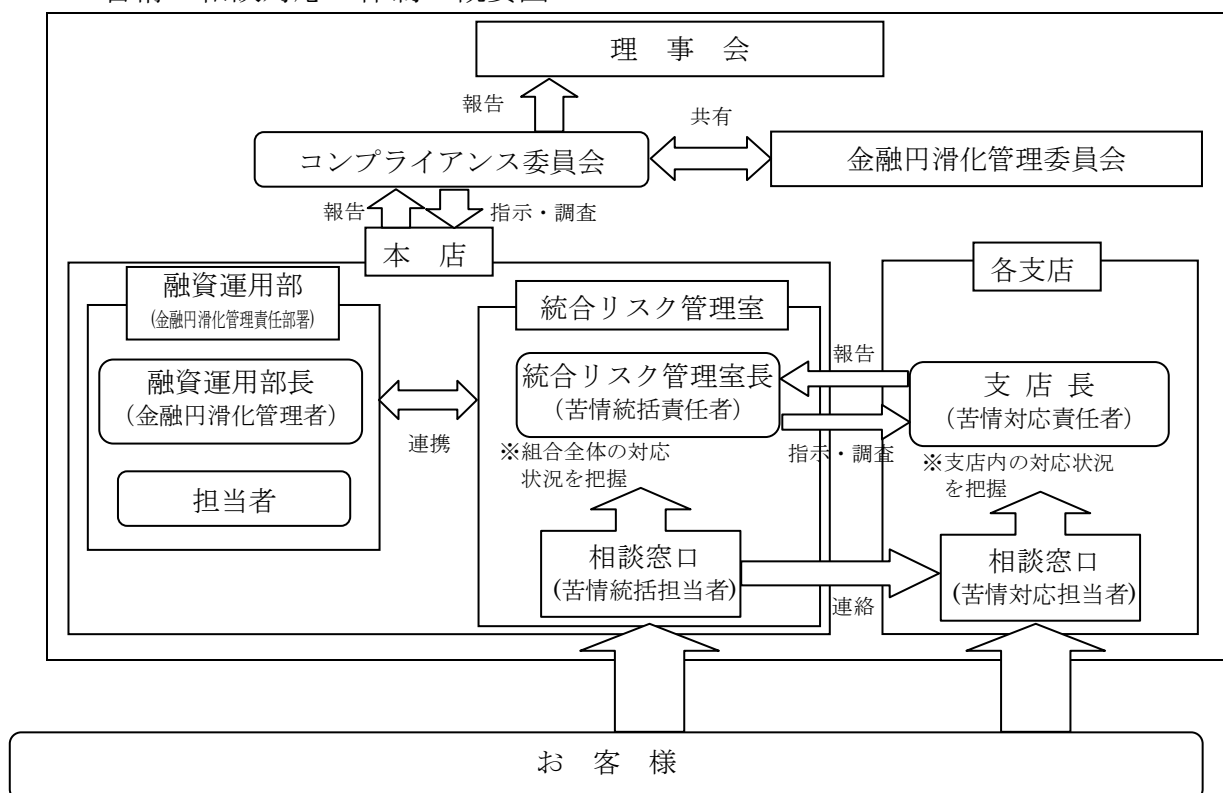 理 事 会
報告
共有
コンプライアンス委員会
金融円滑化管理委員会
報告
指示・調査
本 店
各支店
融資運用部
(金融円滑化管理責任部署)
統合リスク管理室
融資運用部長
(金融円滑化管理者)
連携
統合リスク管理室長
(苦情統括責任者)
※組合全体の対応
状況を把握
報告
指示・調査
支 店 長
(苦情対応責任者)
※支店内の対応状況
を把握
担当者
相談窓口
(苦情統括担当者)
連絡
相談窓口
(苦情対応担当者)
お 客 様